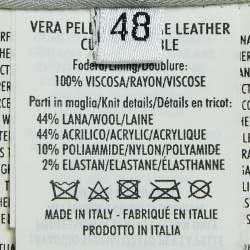 48
VERA PELL LEATHER
CU BLE
Fodera/Lining/Doublure:
100% VISCOSA/RAYON/VISCOSE
Parti in maglia/Knit details/Détails en tricot:
44% LANA/WOOL/LAINE
44% ACRILICO/ACRYLIC/ACRYLIQUE
10% POLIAMMIDE/NYLON/POLYAMIDE
2% ELASTAN/ELASTANE/ÉLASTHANNE
MADE IN ITALY - FABRIQUÉ EN ITALIE
PRODOTTO IN ITALIA